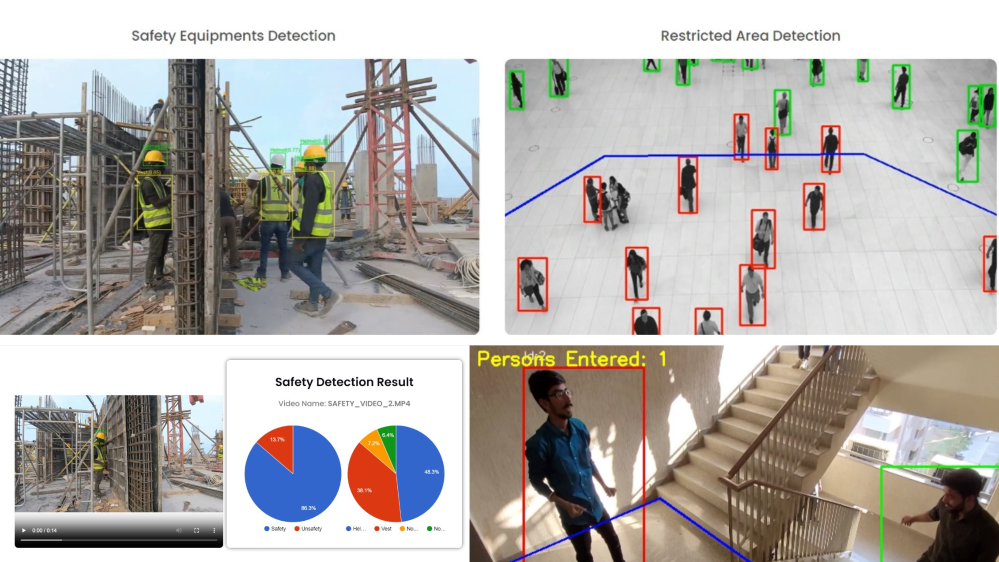 Safety Equipments Detection
Restricted Area Detection
Safety Detection Result
Video Name: SAFETY_VIDEO_2.MP4
13.7%
86.3%
7.2%
6.4%
48.3%
38.1%
Safety
Unsafety
Hel...
Vest
No...
No...
0:00 / 0:14
Persons Entered: 1